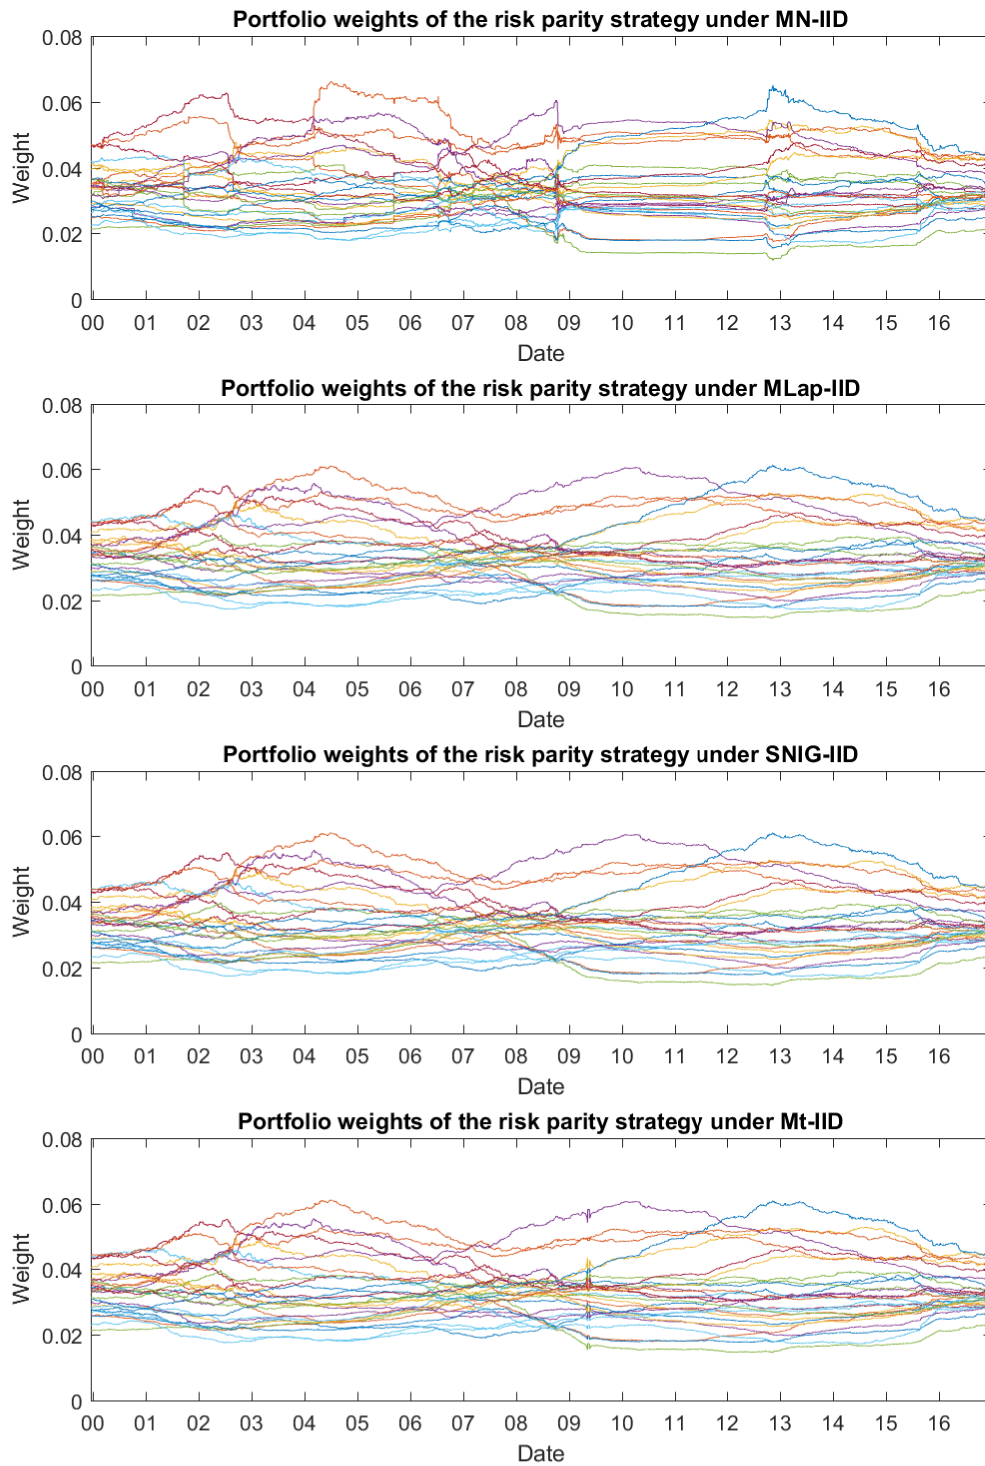 Portfolio weights of the risk parity strategy under MN-IID
0.08
0.06
0.04
0.02
0
Weight
00 01 02 03 04 05 06 07 08 09 10 11 12 13 14 15 16
Date
Portfolio weights of the risk parity strategy under MLap-IID
0.08
0.06
0.04
0.02
0
Weight
00 01 02 03 04 05 06 07 08 09 10 11 12 13 14 15 16
Date
Portfolio weights of the risk parity strategy under SNIG-IID
0.08
0.06
0.04
0.02
0
Weight
00 01 02 03 04 05 06 07 08 09 10 11 12 13 14 15 16
Date
Portfolio weights of the risk parity strategy under Mt-IID
0.08
0.06
0.04
0.02
0
Weight
00 01 02 03 04 05 06 07 08 09 10 11 12 13 14 15 16
Date